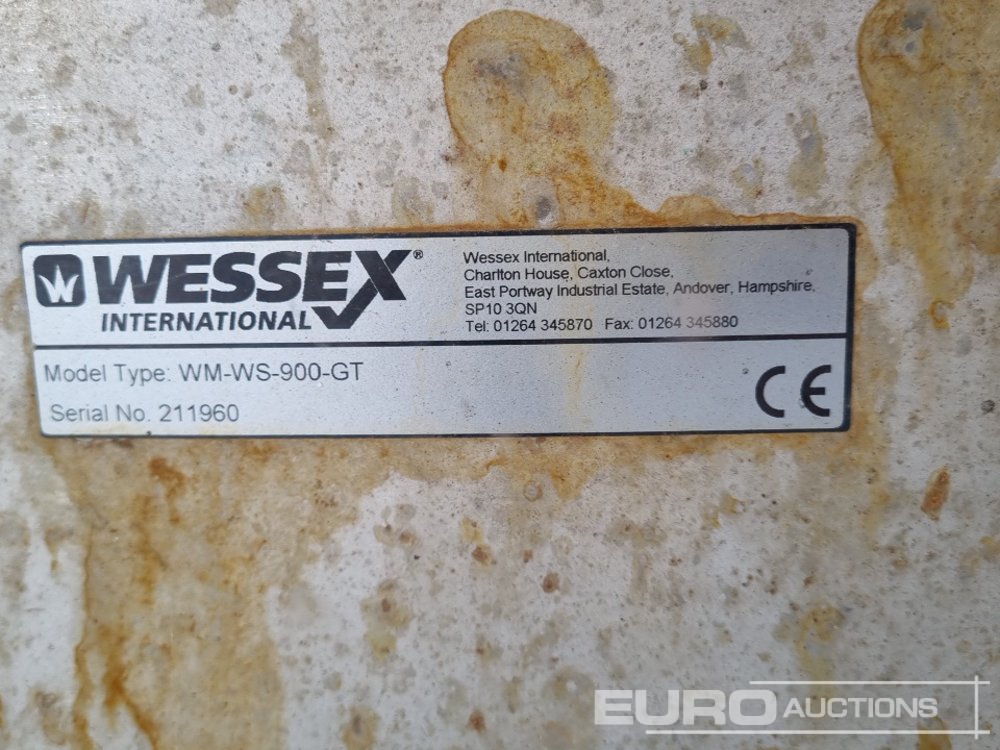 WESSEX®
INTERNATIONAL
Wessex International,
Charlton House, Caxton Close,
East Portway Industrial Estate, Andover, Hampshire,
SP10 3QN
Tel: 01264 345870 Fax: 01264 345880
Model Type: WM-WS-900-GT
Serial No. 211960
CE
EURO AUCTIONS